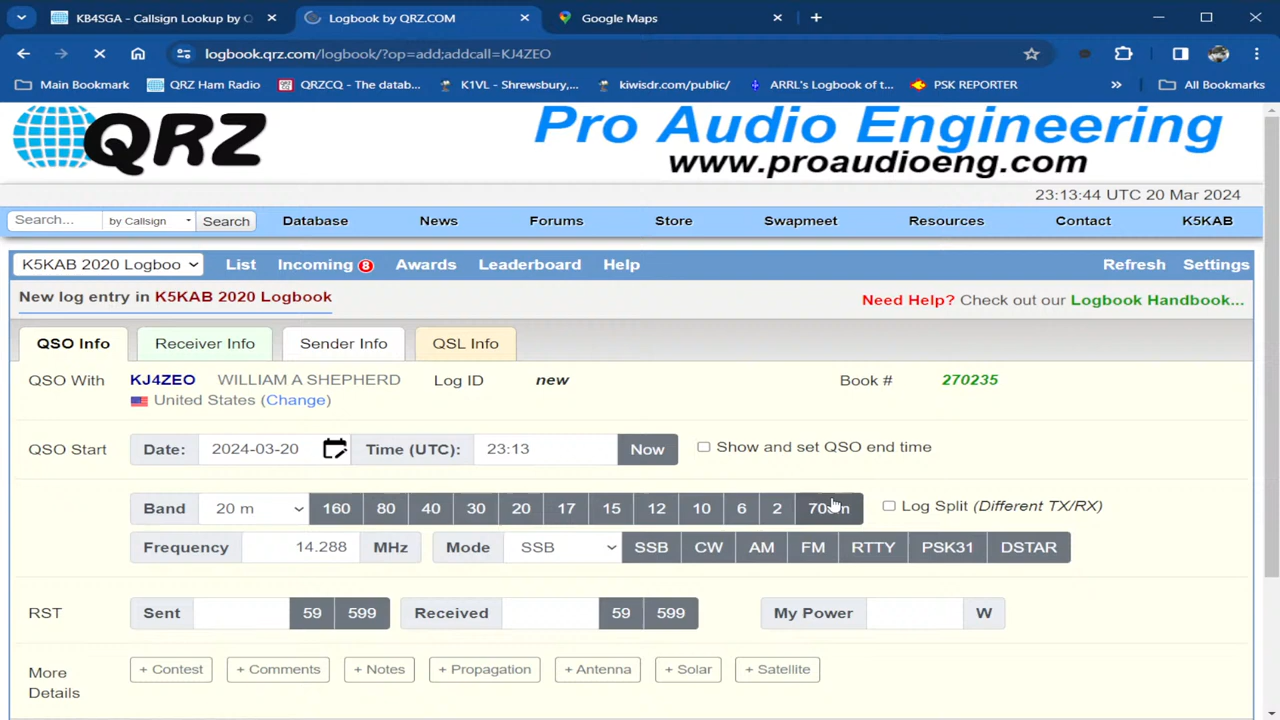 KB4SGA - Callsign Lookup by Q
Logbook by QRZ.COM
Google Maps
logbook.qrz.com/logbook/?op=add;addcall=KJ4ZEO
Main Bookmark
QRZ Ham Radio
QRZCQ - The datab...
K1VL - Shrewsbury,...
kiwisdr.com/public/
ARRL's Logbook of t...
PSK REPORTER
»
All Bookmarks
QRZ
Pro Audio Engineering
www.proaudioeng.com
23:13:44 UTC 20 Mar 2024
Search... by Callsign Search Database News Forums Store Swapmeet Resources Contact K5KAB
K5KAB 2020 Logboo List Incoming 8 Awards Leaderboard Help Refresh Settings
New log entry in K5KAB 2020 Logbook
Need Help? Check out our Logbook Handbook...
QSO Info Receiver Info Sender Info QSL Info
QSO With KJ4ZEO WILLIAM A SHEPHERD Log ID new Book # 270235
United States (Change)
QSO Start Date: 2024-03-20 Time (UTC): 23:13 Now Show and set QSO end time
Band 20 m 160 80 40 30 20 17 15 12 10 6 2 Log Split (Different TX/RX)
Frequency 14.288 MHz Mode SSB SSB CW AM FM RTTY PSK31 DSTAR
RST Sent 59 599 Received 59 599 My Power W
More Details + Contest + Comments + Notes + Propagation + Antenna + Solar + Satellite